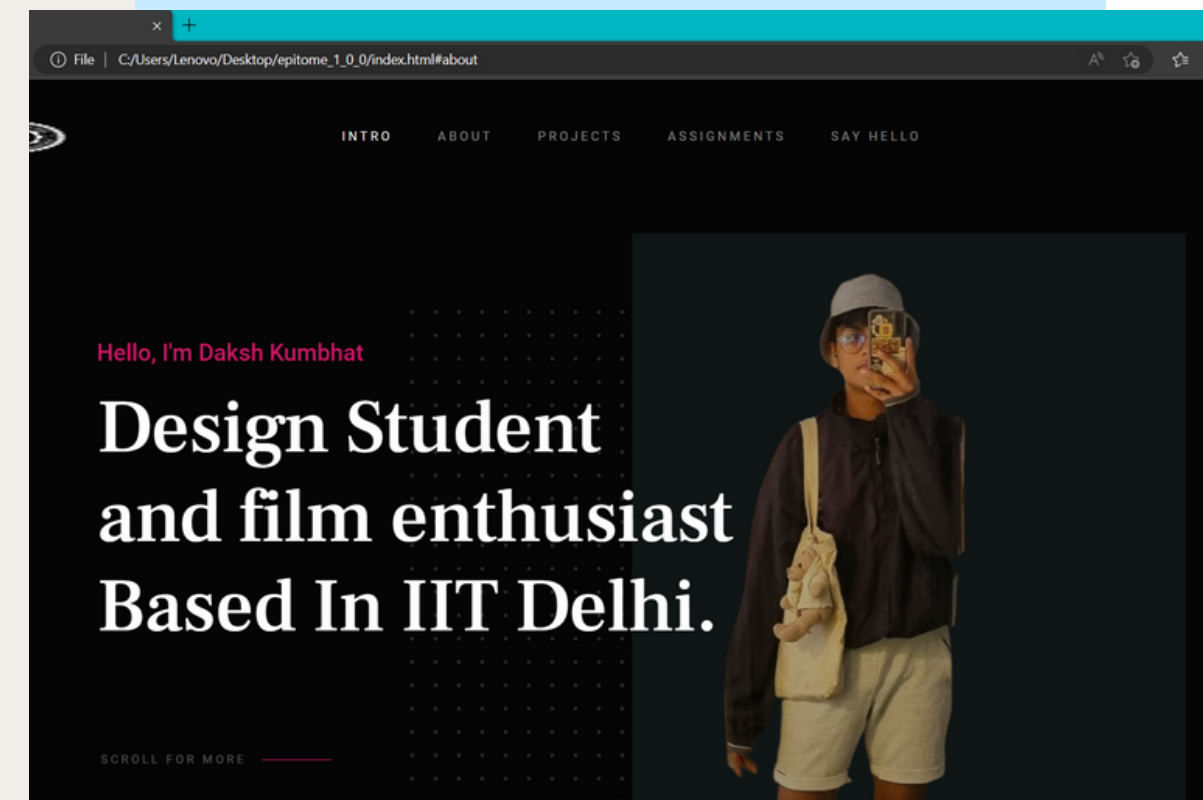 File | C:/Users/Lenovo/Desktop/epitome_1_0_0/index.html#about
INTRO ABOUT PROJECTS ASSIGNMENTS SAY HELLO
Hello, I'm Daksh Kumbhat
Design Student
and film enthusiast
Based In IIT Delhi.
SCROLL FOR MORE